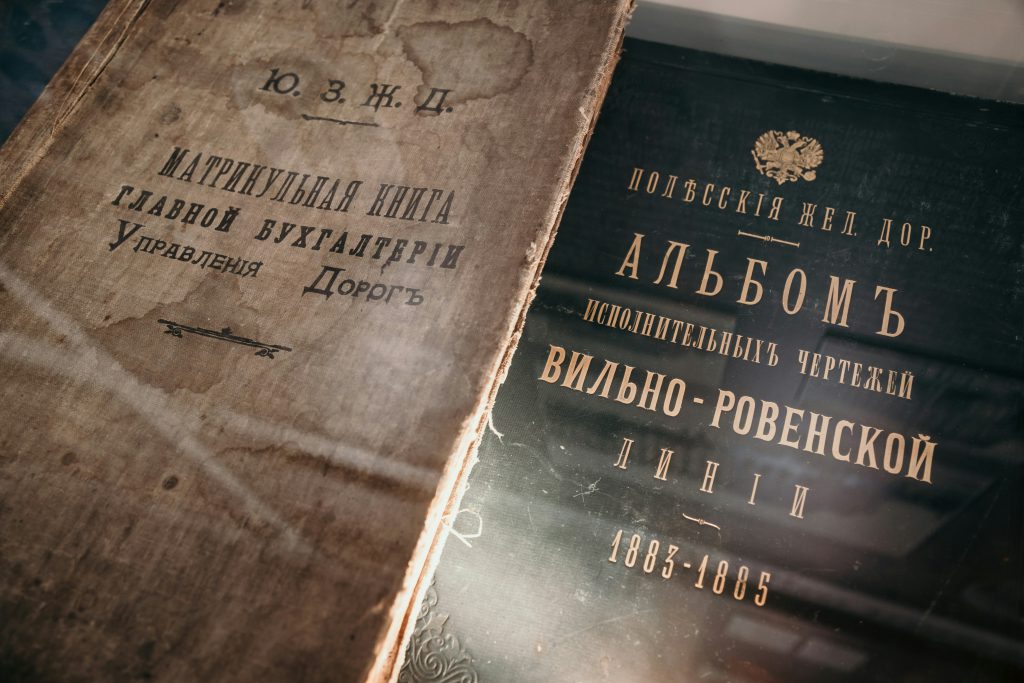 Ю. З. Ж. Д.
МАТРИКУЛЬНАЯ КНИГА
ГЛАВНОЙ БУХГАЛТЕРІИ
УПРАВЛЕНІЯ ДОРОГЪ
ПОЛѢССКІЯ ЖЕЛ. ДОР.
АЛЬБОМЪ
ИСПОЛНИТЕЛЬНЫХЪ ЧЕРТЕЖЕЙ
ВИЛЬНО-РОВЕНСКОЙ
ЛИНІИ
1883-1885